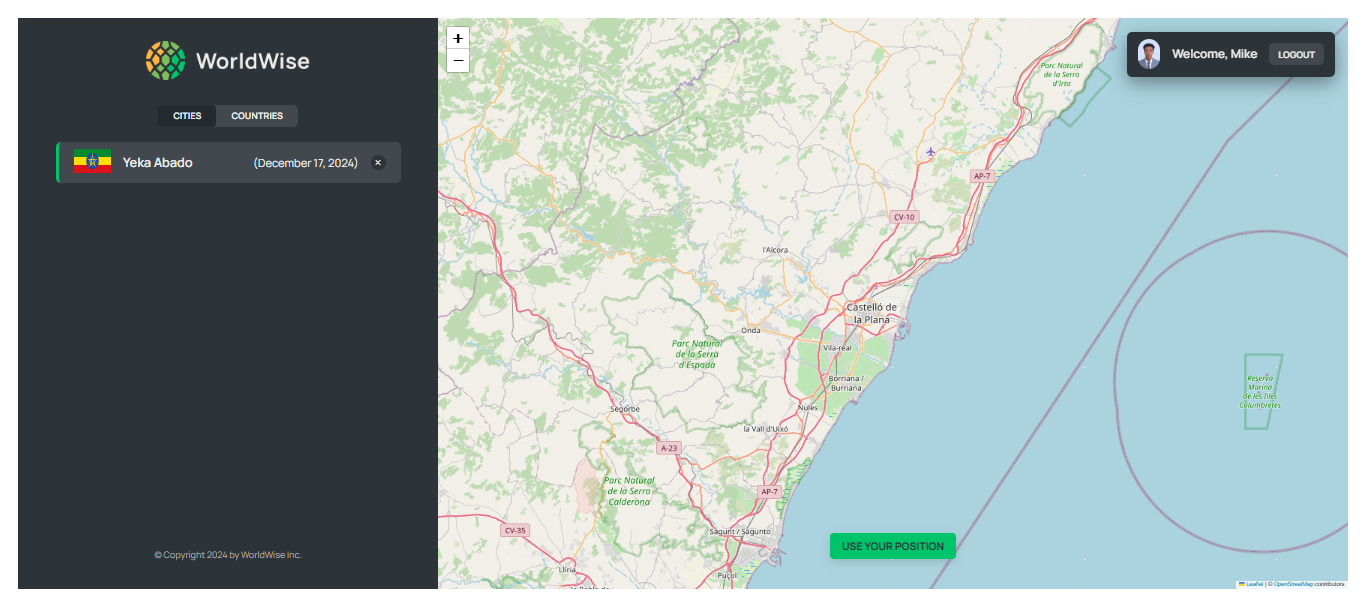 WorldWise
CITIES
COUNTRIES
Yeka Abado
(December 17, 2024)
×
© Copyright 2024 by WorldWise Inc.
+
−
Welcome, Mike
LOGOUT
Parc Natural
de la Serra
d'Irta
AP-7
CV-10
l'Alcora
Castelló de
la Plana
Onda
Vila-real
Parc Natural
de la Serra
d'Espadà
Borriana /
Burriana
Reserva
Marina
de les Illes
Columbretes
Segorbe
Nules
la Vall d'Uixó
A-23
Parc Natural
de la Serra
Calderona
AP-7
CV-35
Sagunt / Sagunto
USE YOUR POSITION
Llíria
Puçol
la Pobla de
Leaflet | © OpenStreetMap contributors